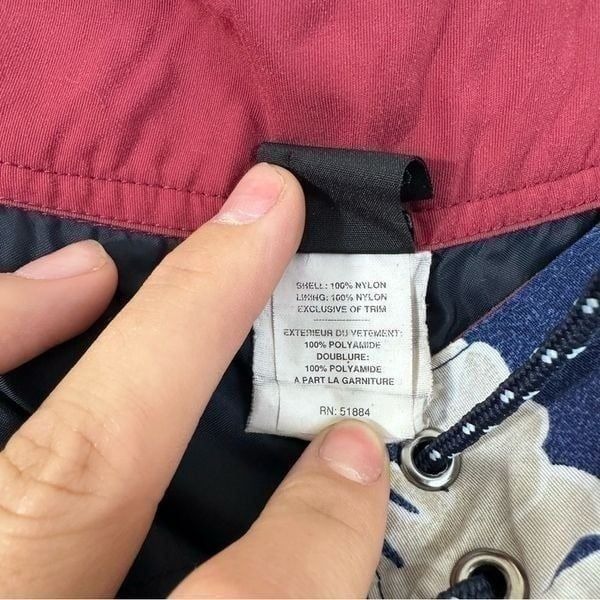 SHELL: 100% NYLON
LINING: 100% NYLON
EXCLUSIVE OF TRIM
EXTERIEUR DU VETEMENT:
100% POLYAMIDE
DOUBLURE:
100% POLYAMIDE
A PART LA GARNITURE
RN: 51884